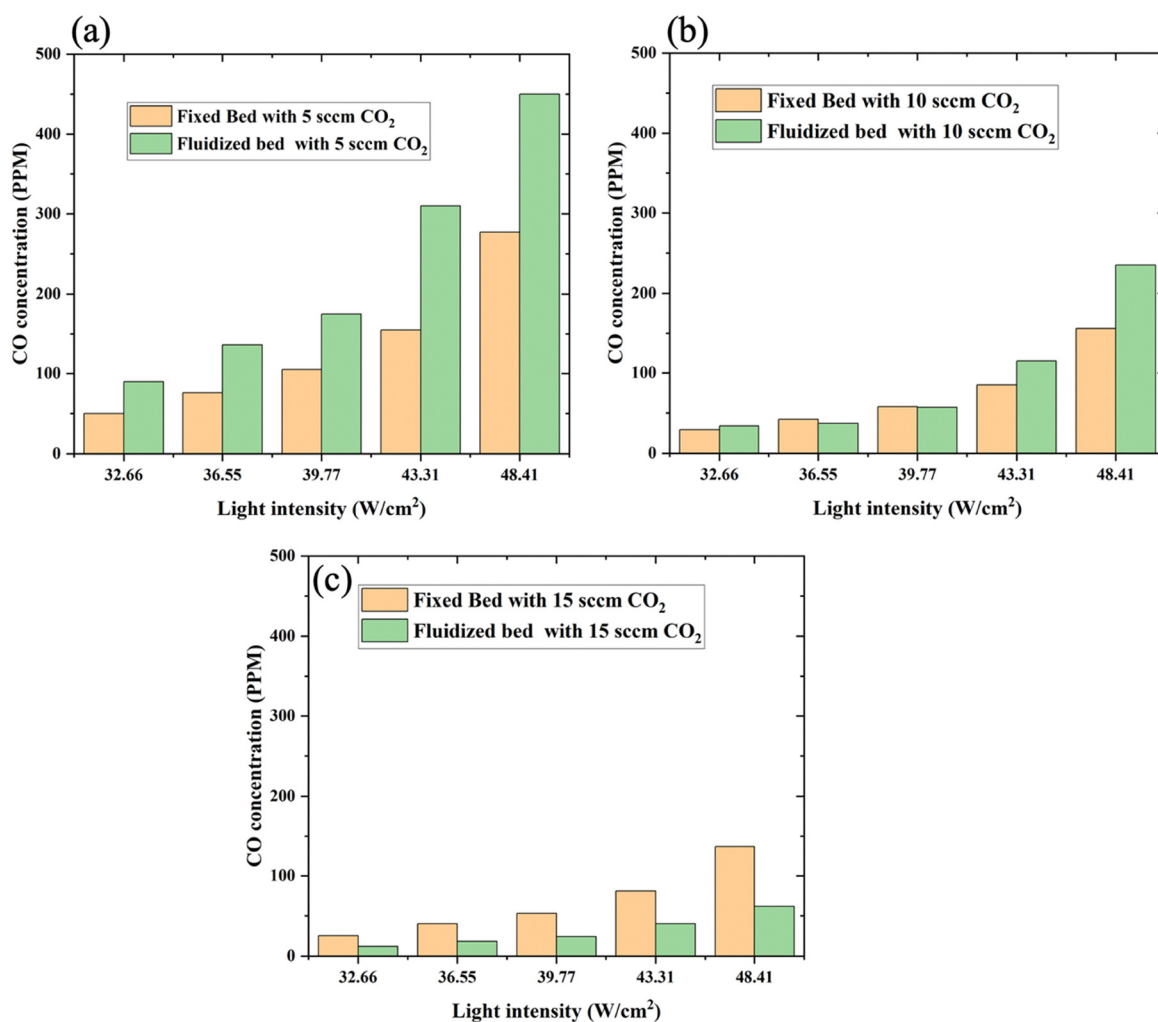 (a)
500
400
300
200
100
0
CO concentration (PPM)
Fixed Bed with 5 sccm CO₂
Fluidized bed with 5 sccm CO₂
32.66 36.55 39.77 43.31 48.41
Light intensity (W/cm²)
(b)
500
400
300
200
100
0
CO concentration (PPM)
Fixed Bed with 10 sccm CO₂
Fluidized bed with 10 sccm CO₂
32.66 36.55 39.77 43.31 48.41
Light intensity (W/cm²)
(c)
500
400
300
200
100
0
CO concentration (PPM)
Fixed Bed with 15 sccm CO₂
Fluidized bed with 15 sccm CO₂
32.66 36.55 39.77 43.31 48.41
Light intensity (W/cm²)